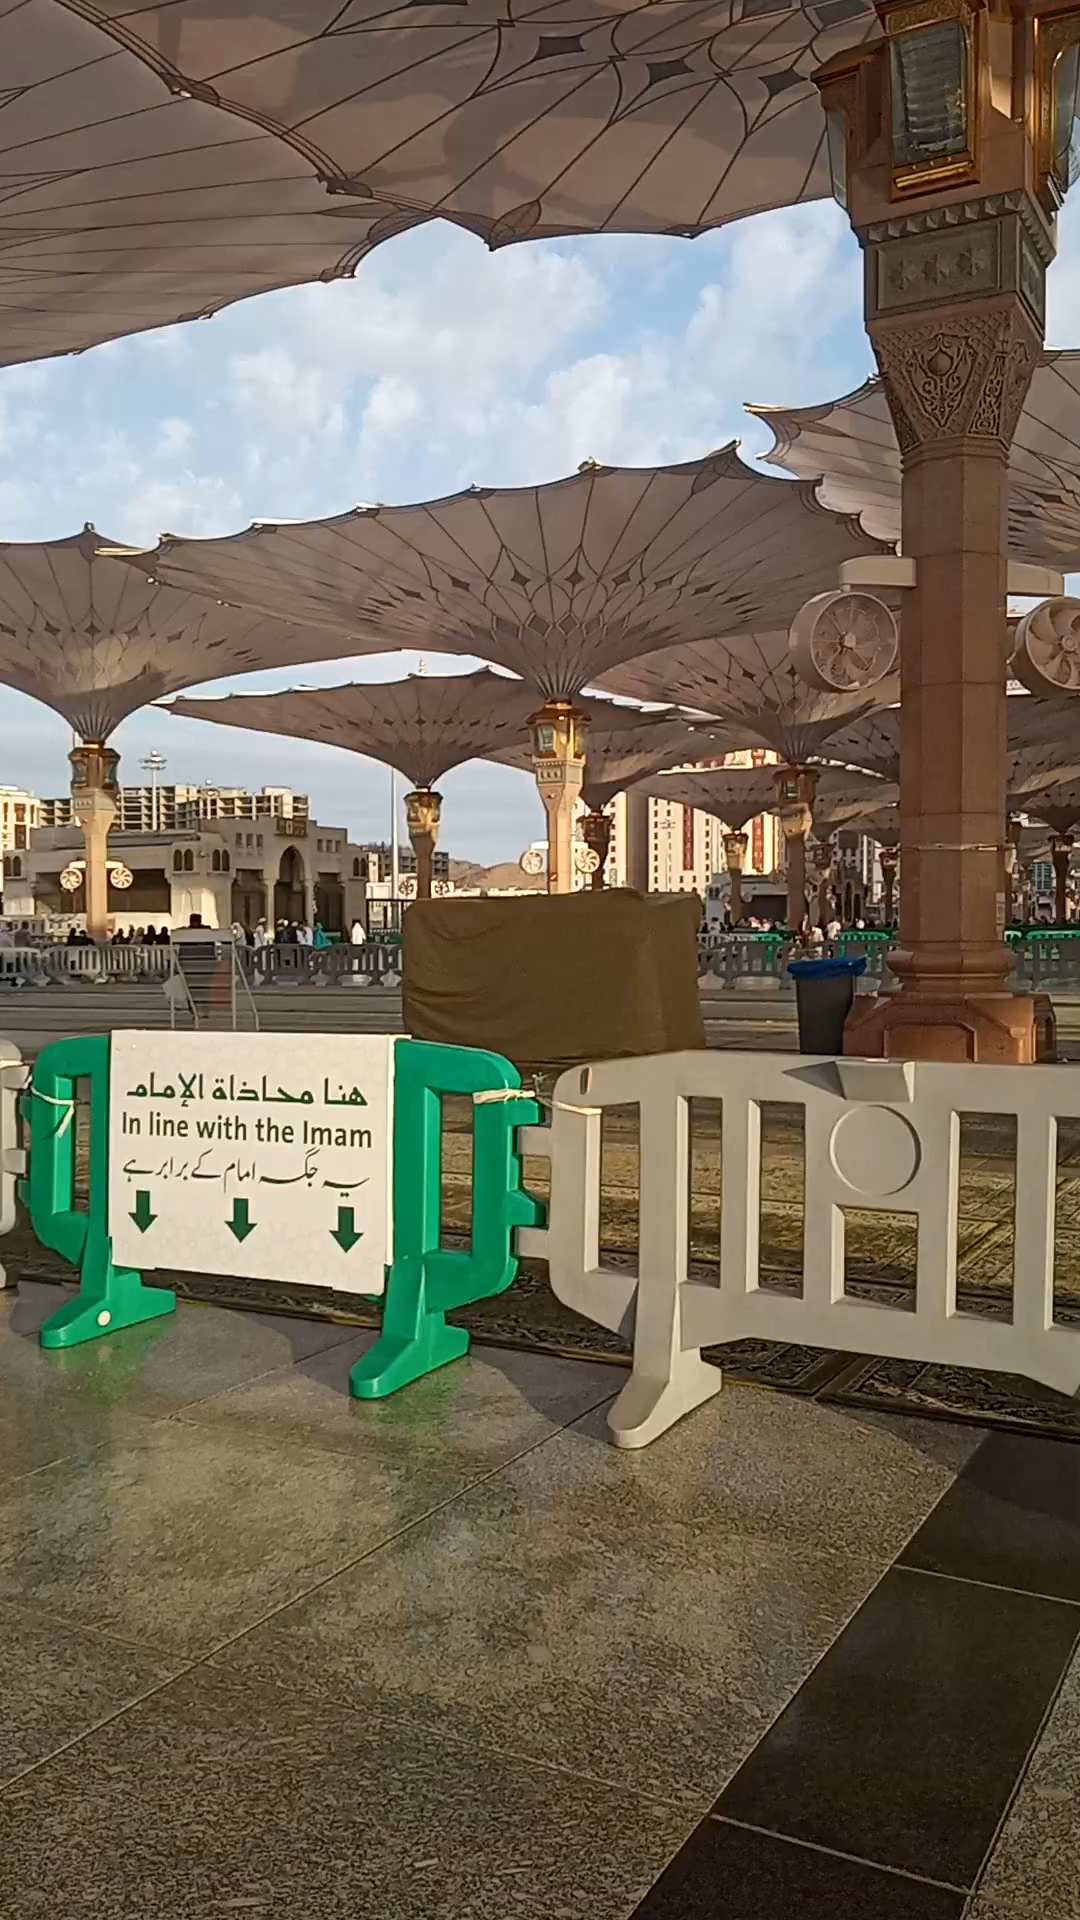 هنا محاذاة الإمام
In line with the Imam
یہ جگہ امام کے برابر ہے